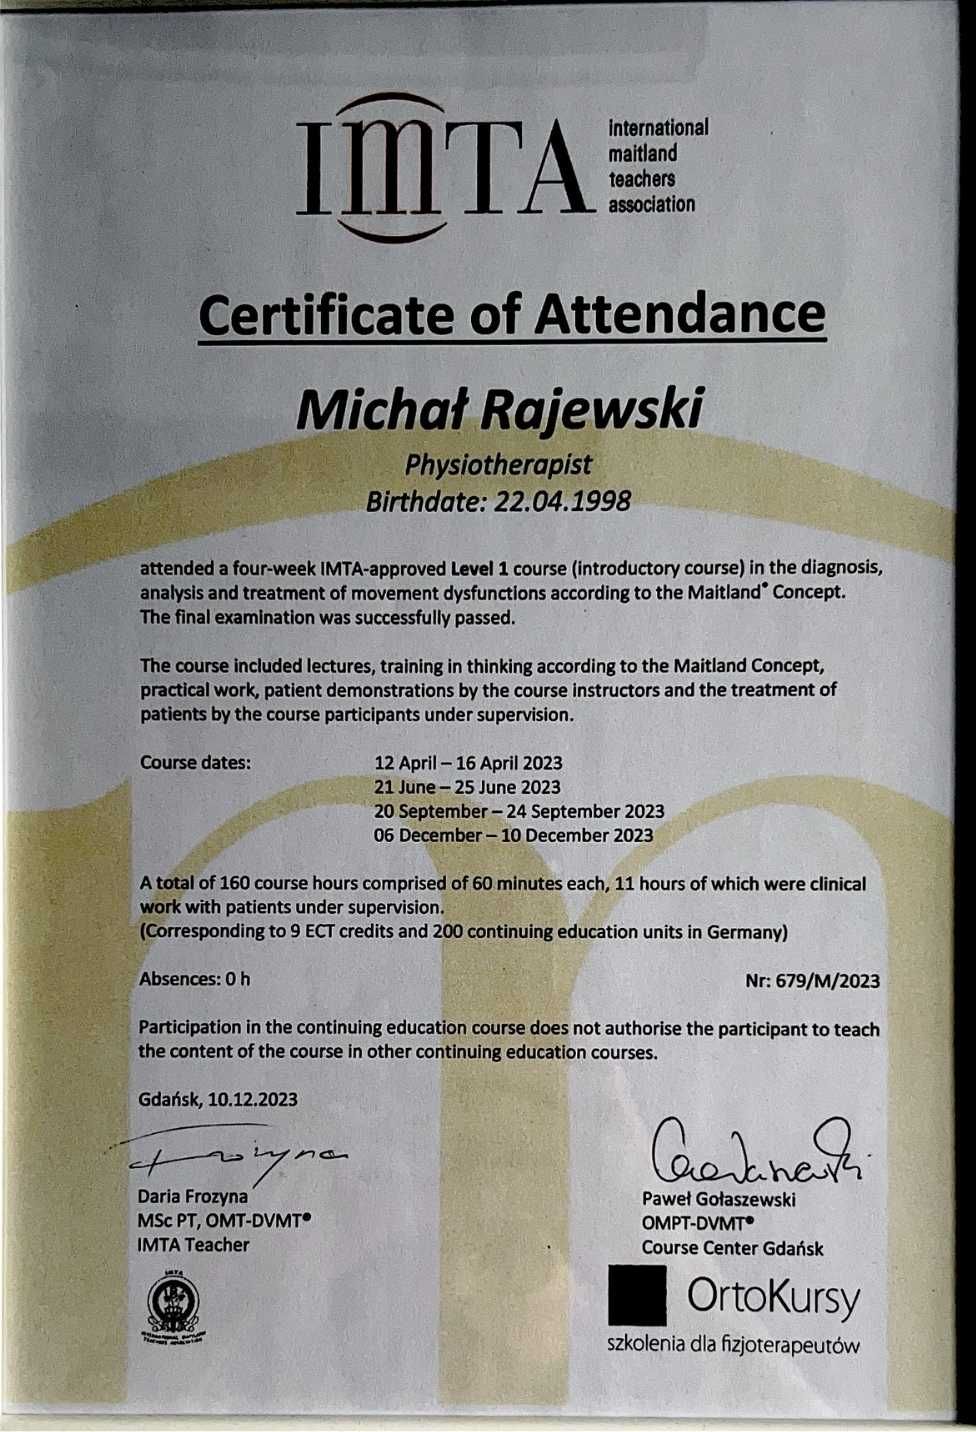 IMTA
international
maitland
teachers
association
Certificate of Attendance
Michał Rajewski
Physiotherapist
Birthdate: 22.04.1998
attended a four-week IMTA-approved Level 1 course (introductory course) in the diagnosis,
analysis and treatment of movement dysfunctions according to the Maitland® Concept.
The final examination was successfully passed.
The course included lectures, training in thinking according to the Maitland Concept,
practical work, patient demonstrations by the course instructors and the treatment of
patients by the course participants under supervision.
Course dates: 12 April – 16 April 2023
21 June – 25 June 2023
20 September – 24 September 2023
06 December – 10 December 2023
A total of 160 course hours comprised of 60 minutes each, 11 hours of which were clinical
work with patients under supervision.
(Corresponding to 9 ECT credits and 200 continuing education units in Germany)
Absences: 0 h Nr: 679/M/2023
Participation in the continuing education course does not authorise the participant to teach
the content of the course in other continuing education courses.
Gdańsk, 10.12.2023
Daria Frozyna
MSc PT, OMT-DVMT®
IMTA Teacher
Paweł Gołaszewski
OMPT-DVMT®
Course Center Gdańsk
IMTA
INTERNATIONAL MAITLAND
TEACHERS ASSOCIATION
OrtoKursy
szkolenia dla fizjoterapeutów